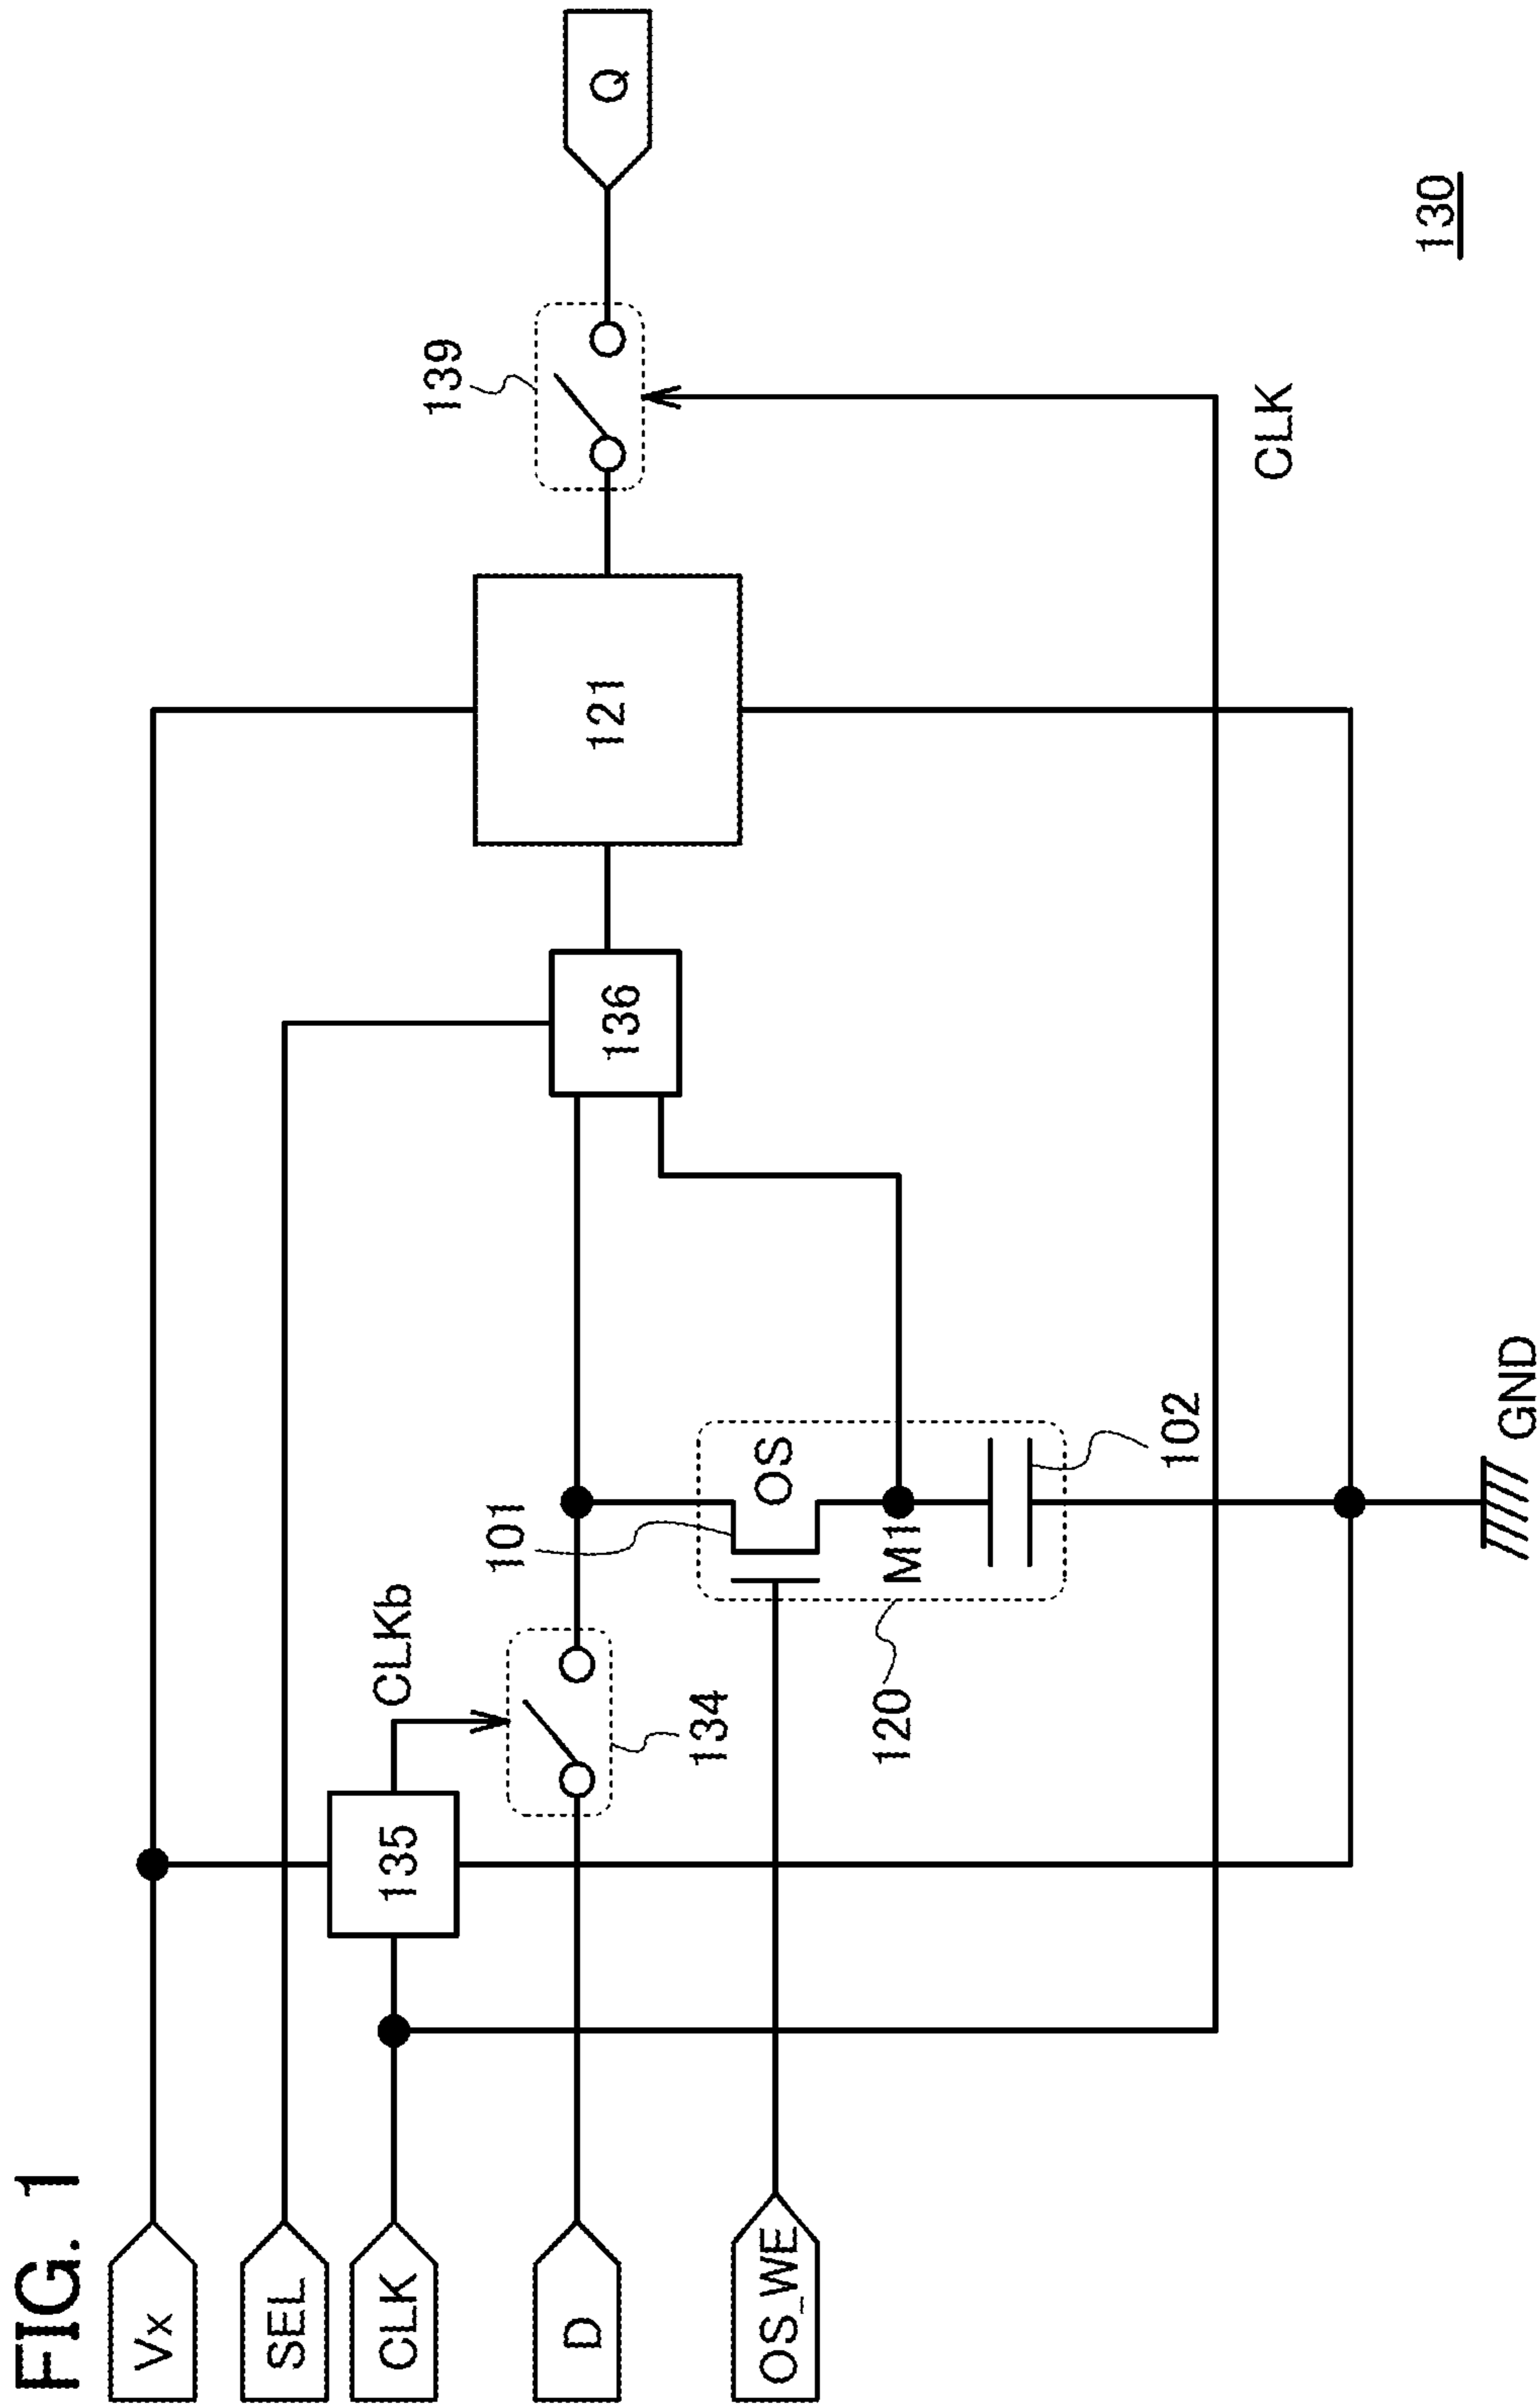 FIG. 1
Vx
SEL
CLK
D
OS_WE
135
CLKb
134
101
OS
M1
120
102
GND
136
121
139
Q
CLK
130